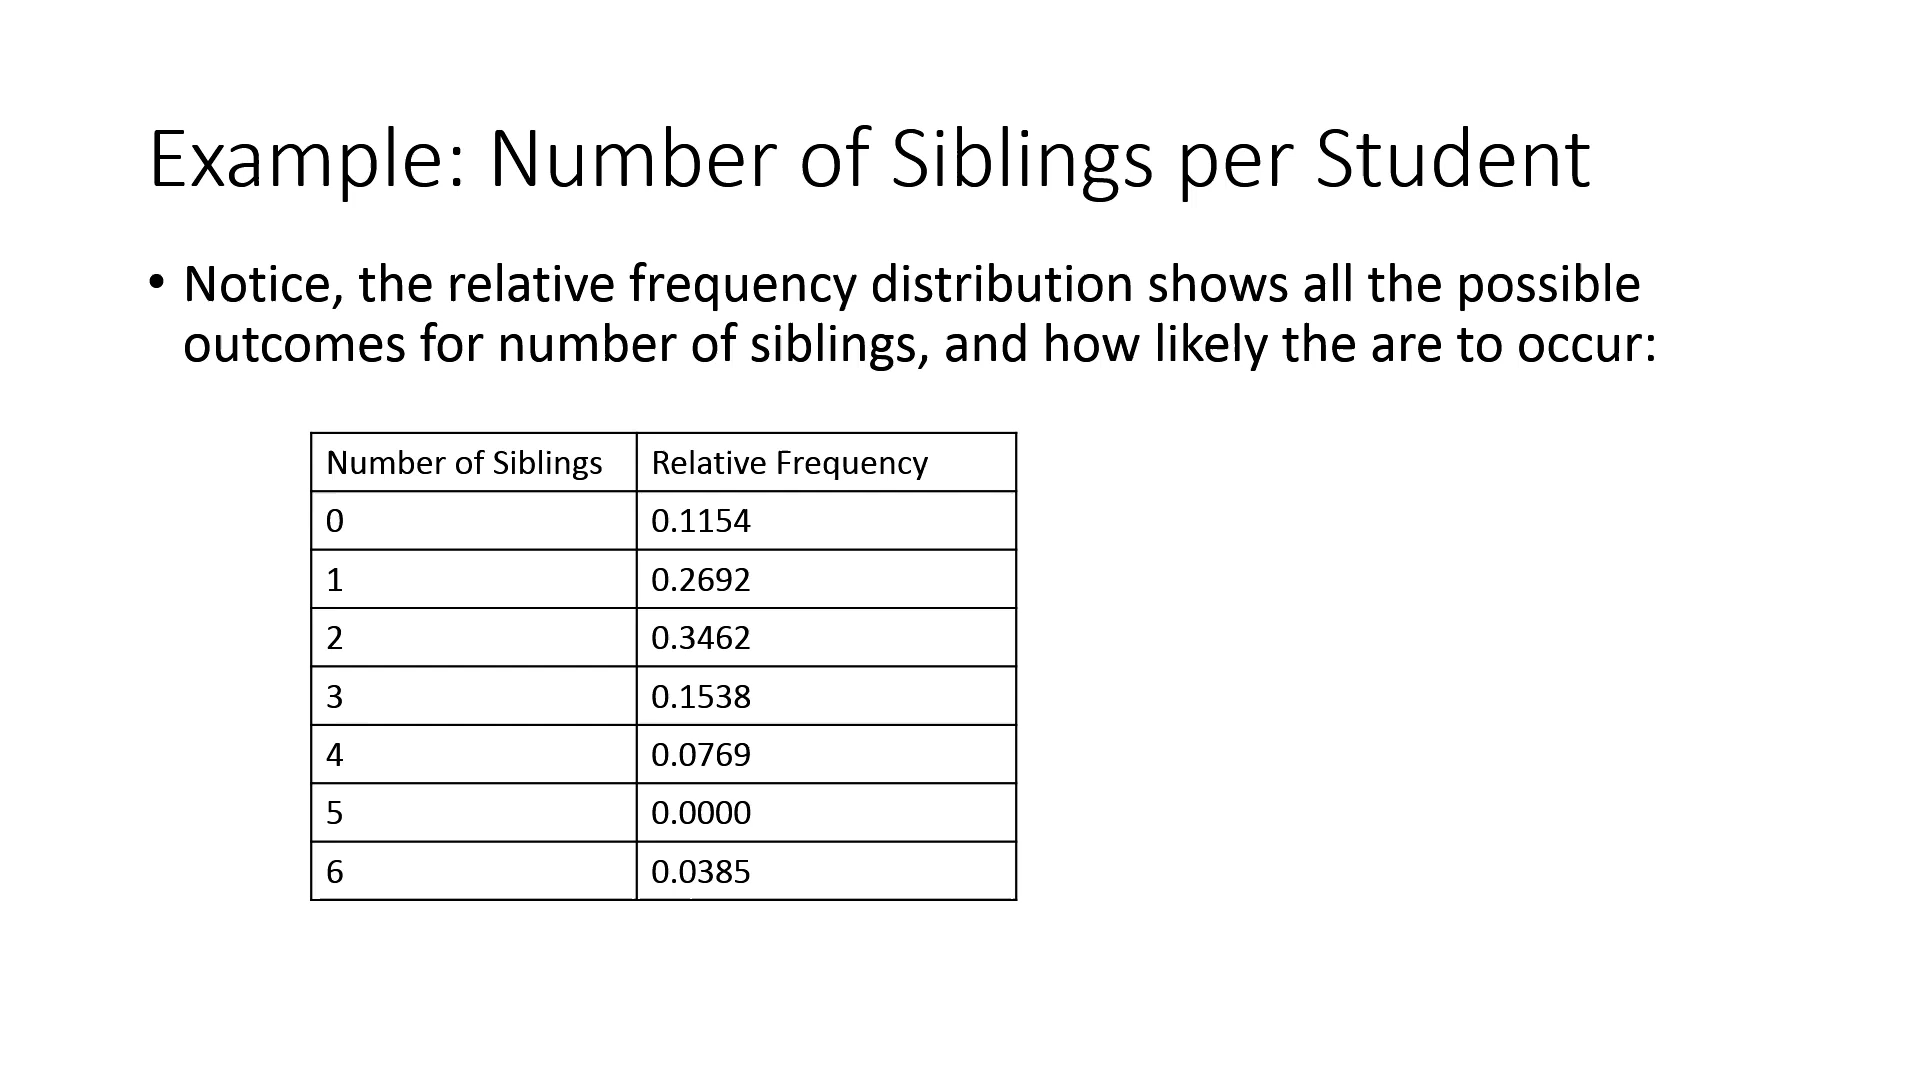 Example: Number of Siblings per Student
• Notice, the relative frequency distribution shows all the possible
outcomes for number of siblings, and how likely the are to occur:
Number of Siblings Relative Frequency
0 0.1154
1 0.2692
2 0.3462
3 0.1538
4 0.0769
5 0.0000
6 0.0385